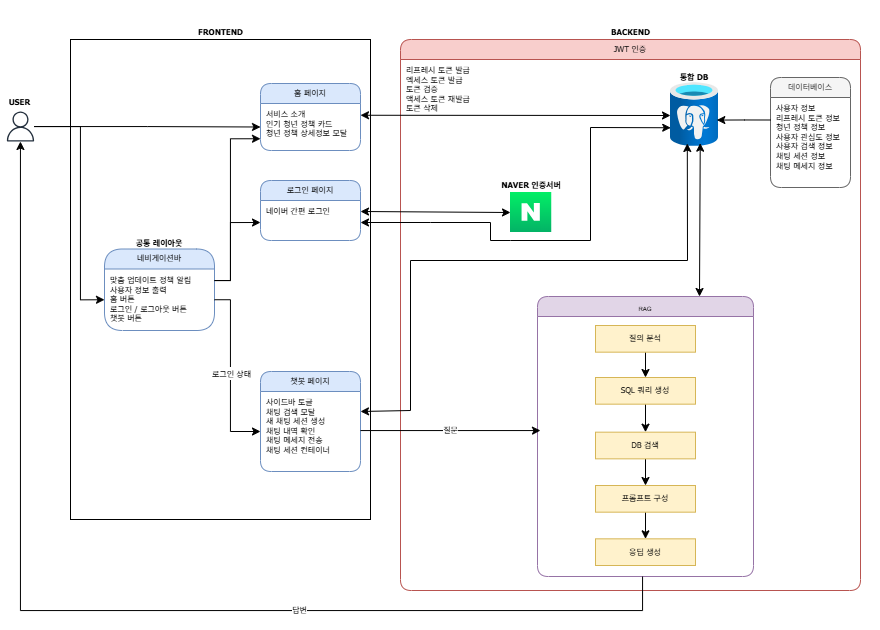 FRONTEND
BACKEND
JWT 인증
리프레시 토큰 발급
엑세스 토큰 발급
토큰 검증
액세스 토큰 재발급
토큰 삭제
통합 DB
데이터베이스
사용자 정보
리프레시 토큰 정보
청년 정책 정보
사용자 관심도 정보
사용자 검색 정보
채팅 세션 정보
채팅 메세지 정보
홈 페이지
서비스 소개
인기 청년 정책 카드
청년 정책 상세정보 모달
USER
로그인 페이지
네이버 간편 로그인
NAVER 인증서버
N
공통 레이아웃
네비게이션바
맞춤 업데이트 정책 알림
사용자 정보 출력
홈 버튼
로그인 / 로그아웃 버튼
챗봇 버튼
로그인 상태
챗봇 페이지
사이드바 토글
채팅 검색 모달
새 채팅 세션 생성
채팅 내역 확인
채팅 메세지 전송
채팅 세션 컨테이너
질문
RAG
질의 분석
SQL 쿼리 생성
DB 검색
프롬프트 구성
응답 생성
답변